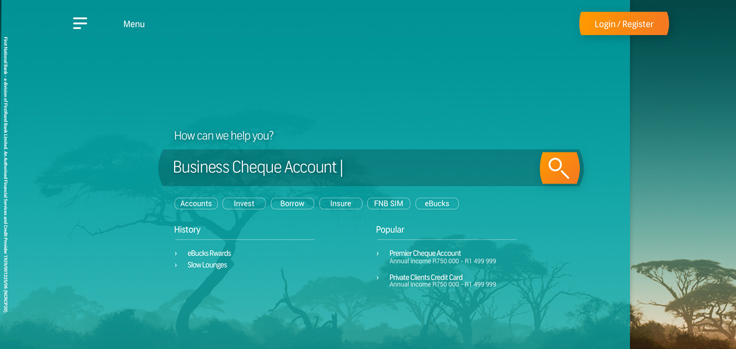 Menu
Login / Register
First National Bank - a division of FirstRand Bank Limited. An Authorised Financial Services and Credit Provider
How can we help you?
Business Cheque Account
Accounts
Invest
Borrow
Insure
FNB SIM
eBucks
History
eBucks Rwards
Slow Lounges
Popular
Premier Cheque Account
Annual income R750 000 - R1 499 999
Private Clients Credit Card
Annual income R750 000 - R1 499 999